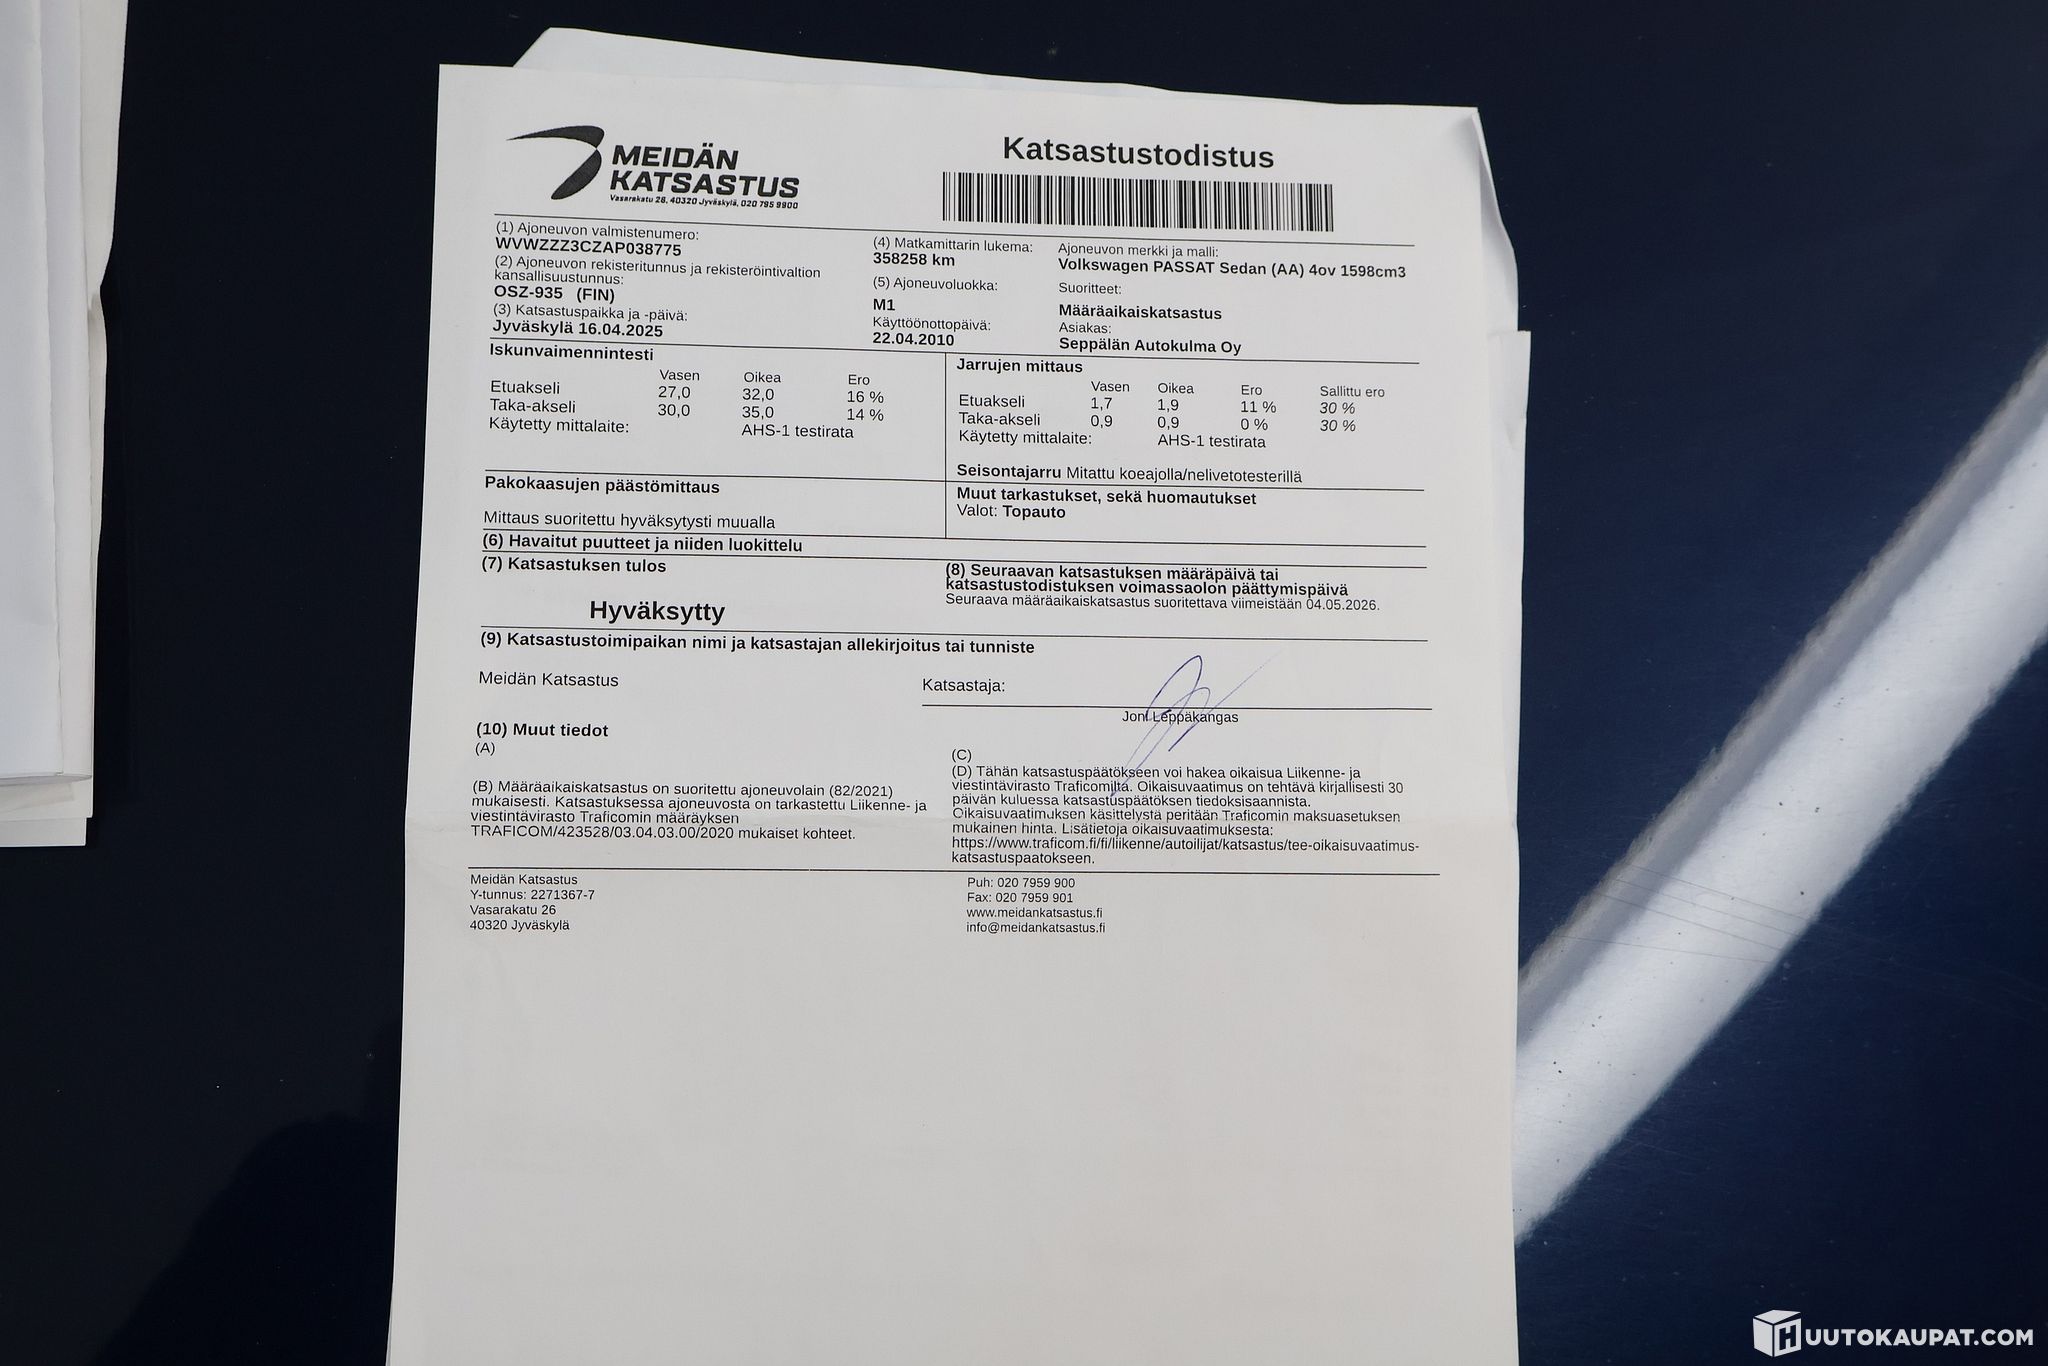 MEIDÄN
KATSASTUS
Vasarakatu 26, 40320 Jyväskylä, 020 795 9900
Katsastustodistus
(1) Ajoneuvon valmistenumero:
WVWZZZ3CZAP038775
(2) Ajoneuvon rekisteritunnus ja rekisteröintivaltion
kansallisuustunnus:
OSZ-935 (FIN)
(3) Katsastuspaikka ja -päivä:
Jyväskylä 16.04.2025
(4) Matkamittarin lukema:
358258 km
(5) Ajoneuvoluokka:
M1
Käyttöönottopäivä:
22.04.2010
Ajoneuvon merkki ja malli:
Volkswagen PASSAT Sedan (AA) 4ov 1598cm3
Suoritteet:
Määräaikaiskatsastus
Asiakas:
Seppälän Autokulma Oy
Iskunvaimennintesti
Vasen Oikea Ero
Etuakseli 27,0 32,0 16 %
Taka-akseli 30,0 35,0 14 %
Käytetty mittalaite: AHS-1 testirata
Jarrujen mittaus
Vasen Oikea Ero Sallittu ero
Etuakseli 1,7 1,9 11 % 30 %
Taka-akseli 0,9 0,9 0 % 30 %
Käytetty mittalaite: AHS-1 testirata
Seisontajarru Mitattu koeajolla/nelivetotesterillä
Pakokaasujen päästömittaus
Mittaus suoritettu hyväksytysti muualla
Muut tarkastukset, sekä huomautukset
Valot: Topauto
(6) Havaitut puutteet ja niiden luokittelu
(7) Katsastuksen tulos
Hyväksytty
(8) Seuraavan katsastuksen määräpäivä tai
katsastustodistuksen voimassaolon päättymispäivä
Seuraava määräaikaiskatsastus suoritettava viimeistään 04.05.2026.
(9) Katsastustoimipaikan nimi ja katsastajan allekirjoitus tai tunniste
Meidän Katsastus
Katsastaja:
Joni Leppäkangas
(10) Muut tiedot
(A)
(B) Määräaikaiskatsastus on suoritettu ajoneuvolain (82/2021)
mukaisesti. Katsastuksessa ajoneuvosta on tarkastettu Liikenne- ja
viestintävirasto Traficomin määräyksen
TRAFICOM/423528/03.04.03.00/2020 mukaiset kohteet.
(C)
(D) Tähän katsastuspäätökseen voi hakea oikaisua Liikenne- ja
viestintävirasto Traficomilta. Oikaisuvaatimus on tehtävä kirjallisesti 30
päivän kuluessa katsastuspäätöksen tiedoksisaannista.
Oikaisuvaatimuksen käsittelystä peritään Traficomin maksuasetuksen
mukainen hinta. Lisätietoja oikaisuvaatimuksesta:
https://www.traficom.fi/fi/liikenne/autoilijat/katsastus/tee-oikaisuvaatimus-
katsastuspaatokseen.
Meidän Katsastus
Y-tunnus: 2271367-7
Vasarakatu 26
40320 Jyväskylä
Puh: 020 7959 900
Fax: 020 7959 901
www.meidankatsastus.fi
info@meidankatsastus.fi
HUUTOKAUPAT.COM